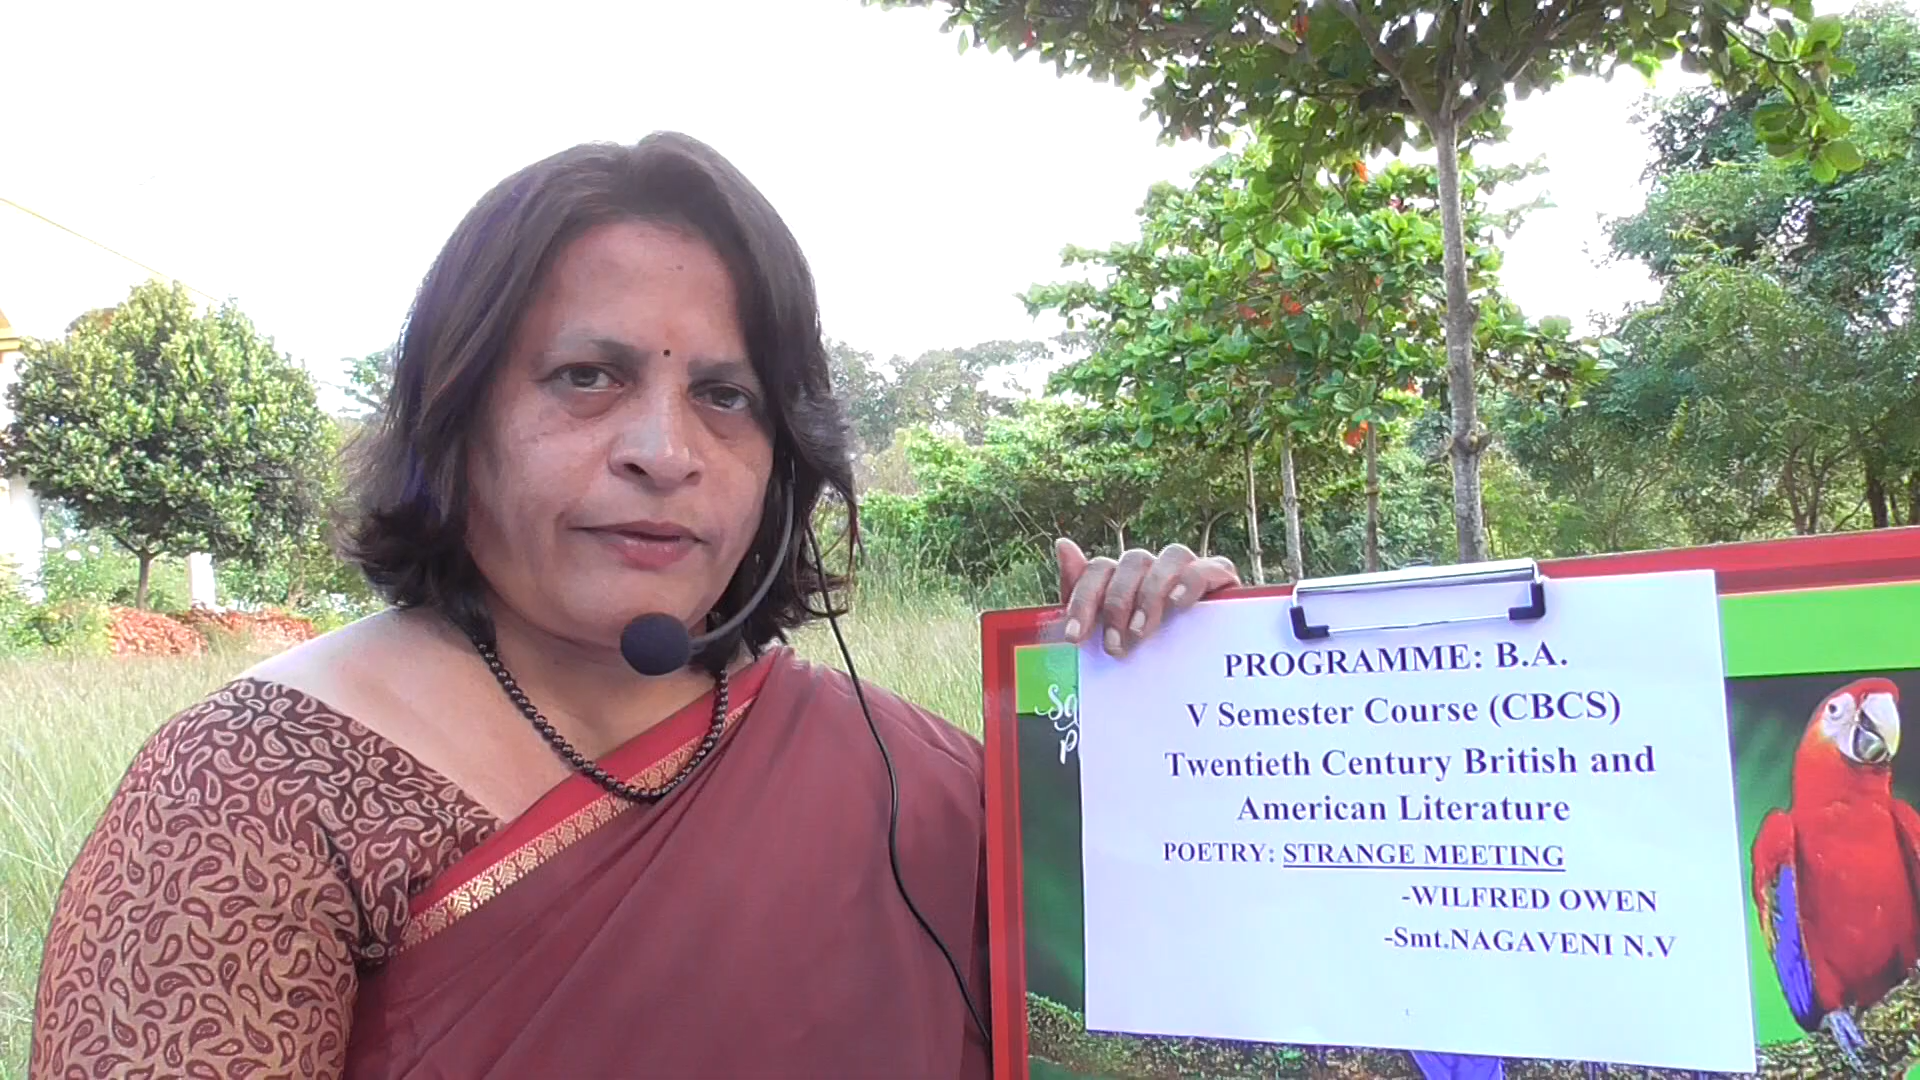 PROGRAMME: B.A.
V Semester Course (CBCS)
Twentieth Century British and
American Literature
POETRY: STRANGE MEETING
-WILFRED OWEN
-Smt.NAGAVENI N.V